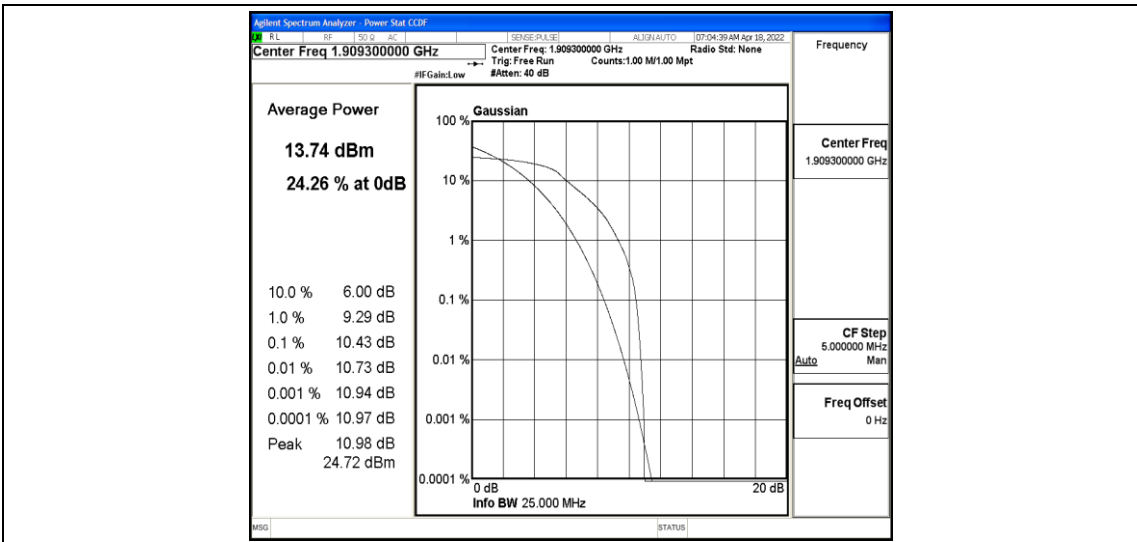 Agilent Spectrum Analyzer - Power Stat CCDF
LXI RL RF 50 Ω AC SENSE:PULSE ALIGNAUTO 07:04:39 AM Apr 18, 2022
Center Freq 1.909300000 GHz
Center Freq: 1.909300000 GHz Radio Std: None
Trig: Free Run Counts:1.00 M/1.00 Mpt
#IFGain:Low #Atten: 40 dB
Frequency
Average Power
13.74 dBm
24.26 % at 0dB
10.0 % 6.00 dB
1.0 % 9.29 dB
0.1 % 10.43 dB
0.01 % 10.73 dB
0.001 % 10.94 dB
0.0001 % 10.97 dB
Peak 10.98 dB
24.72 dBm
Gaussian
100 %
10 %
1 %
0.1 %
0.01 %
0.001 %
0.0001 %
0 dB 20 dB
Info BW 25.000 MHz
Center Freq
1.909300000 GHz
CF Step
5.000000 MHz
Auto Man
Freq Offset
0 Hz
MSG STATUS